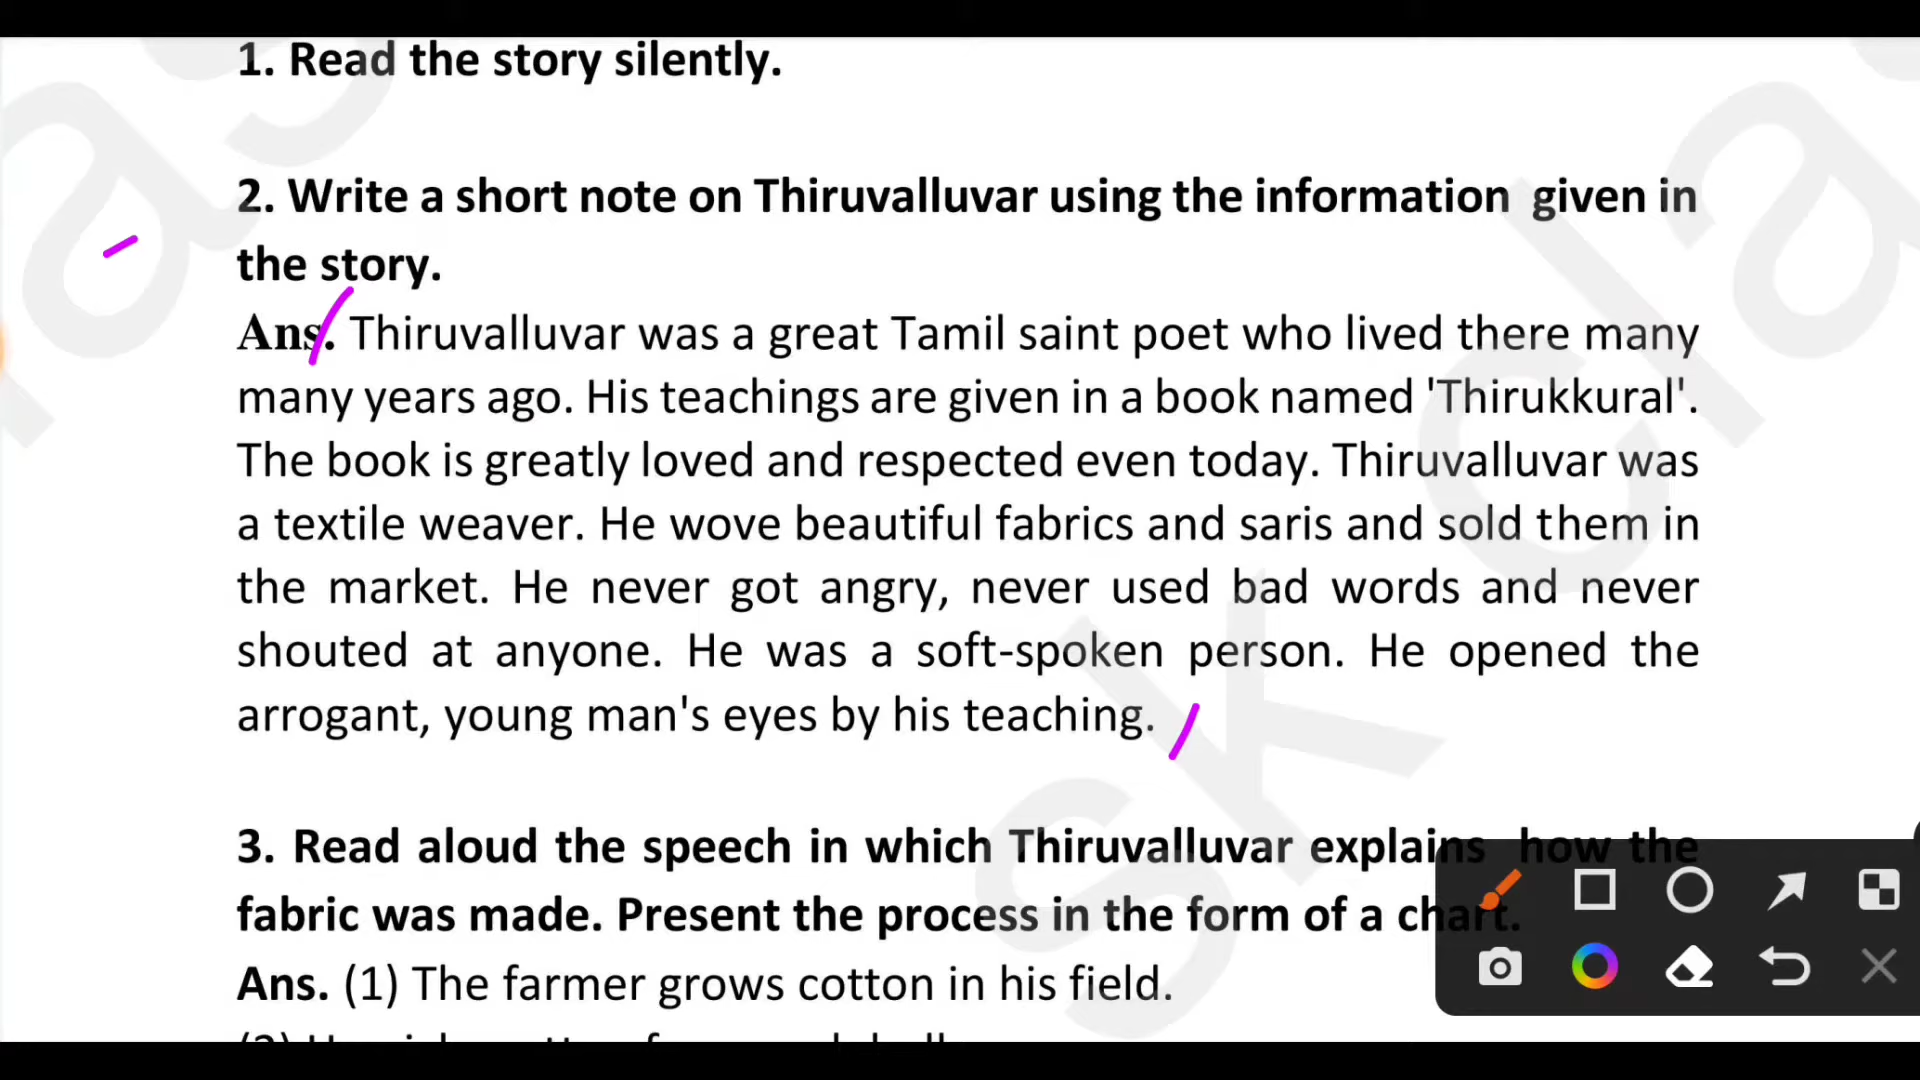 1. Read the story silently.
2. Write a short note on Thiruvalluvar using the information given in
the story.
Ans. Thiruvalluvar was a great Tamil saint poet who lived there many
many years ago. His teachings are given in a book named 'Thirukkural'.
The book is greatly loved and respected even today. Thiruvalluvar was
a textile weaver. He wove beautiful fabrics and saris and sold them in
the market. He never got angry, never used bad words and never
shouted at anyone. He was a soft-spoken person. He opened the
arrogant, young man's eyes by his teaching.
3. Read aloud the speech in which Thiruvalluvar explains how the
fabric was made. Present the process in the form of a chart.
Ans. (1) The farmer grows cotton in his field.
sk cla